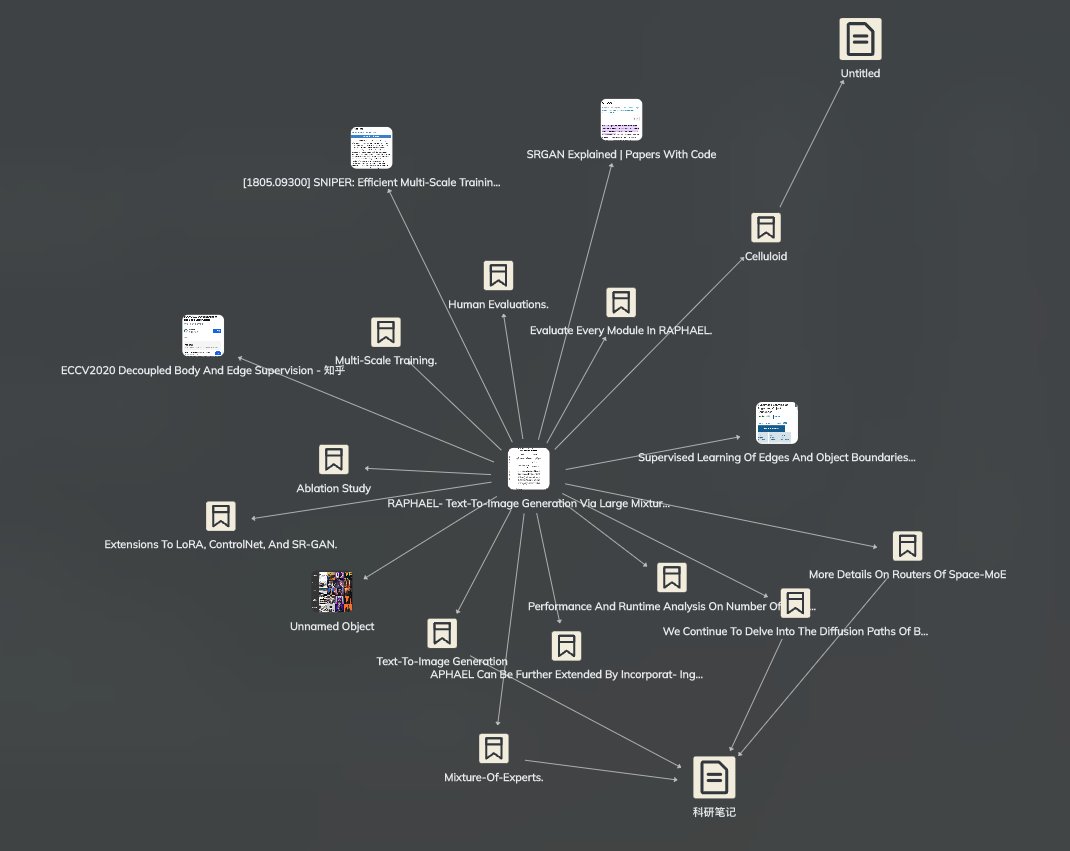 Untitled
SRGAN Explained | Papers With Code
[1805.09300] SNIPER: Efficient Multi-Scale Trainin...
Celluloid
Human Evaluations.
Evaluate Every Module In RAPHAEL.
Multi-Scale Training.
ECCV2020 Decoupled Body And Edge Supervision - 知乎
Supervised Learning Of Edges And Object Boundaries...
Ablation Study
RAPHAEL- Text-To-Image Generation Via Large Mixtur...
Extensions To LoRA, ControlNet, And SR-GAN.
More Details On Routers Of Space-MoE
Performance And Runtime Analysis On Number Of ...
Unnamed Object
We Continue To Delve Into The Diffusion Paths Of B...
Text-To-Image Generation
APHAEL Can Be Further Extended By Incorporat- Ing...
Mixture-Of-Experts.
科研笔记